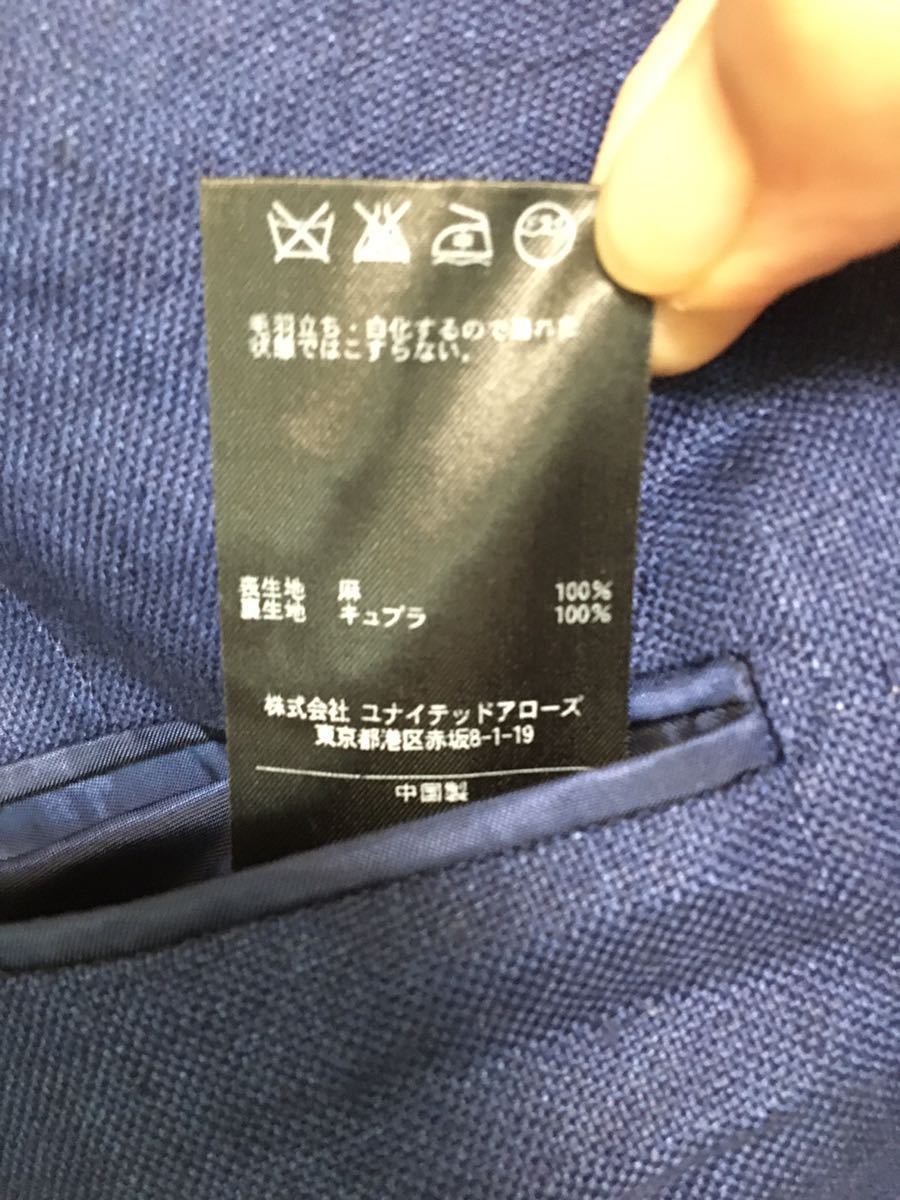 毛羽立ち・白化するので濡れた
状態ではこすらない。
表生地 麻 100%
裏生地 キュプラ 100%
株式会社 ユナイテッドアローズ
東京都港区赤坂8-1-19
中国製